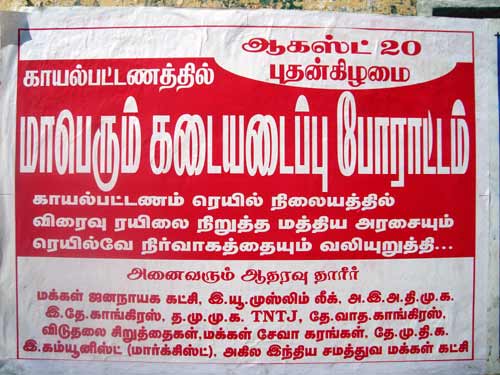 ஆகஸ்ட் 20
புதன்கிழமை
காயல்பட்டணத்தில்
மாபெரும் கடையடைப்பு போராட்டம்
காயல்பட்டணம் ரெயில் நிலையத்தில்
விரைவு ரயிலை நிறுத்த மத்திய அரசையும்
ரெயில்வே நிர்வாகத்தையும் வலியுறுத்தி...
அனைவரும் ஆதரவு தாரீர்
மக்கள் ஜனநாயக கட்சி, இ.யூ.முஸ்லிம் லீக், அ.இ.அ.தி.மு.க.
இ.தே.காங்கிரஸ், த.மு.மு.க. TNTJ, தே.வாத.காங்கிரஸ்,
விடுதலை சிறுத்தைகள்,மக்கள் சேவா கரங்கள், தே.மு.தி.க.
இ.கம்யூனிஸ்ட் (மார்க்சிஸ்ட்), அகில இந்திய சமத்துவ மக்கள் கட்சி